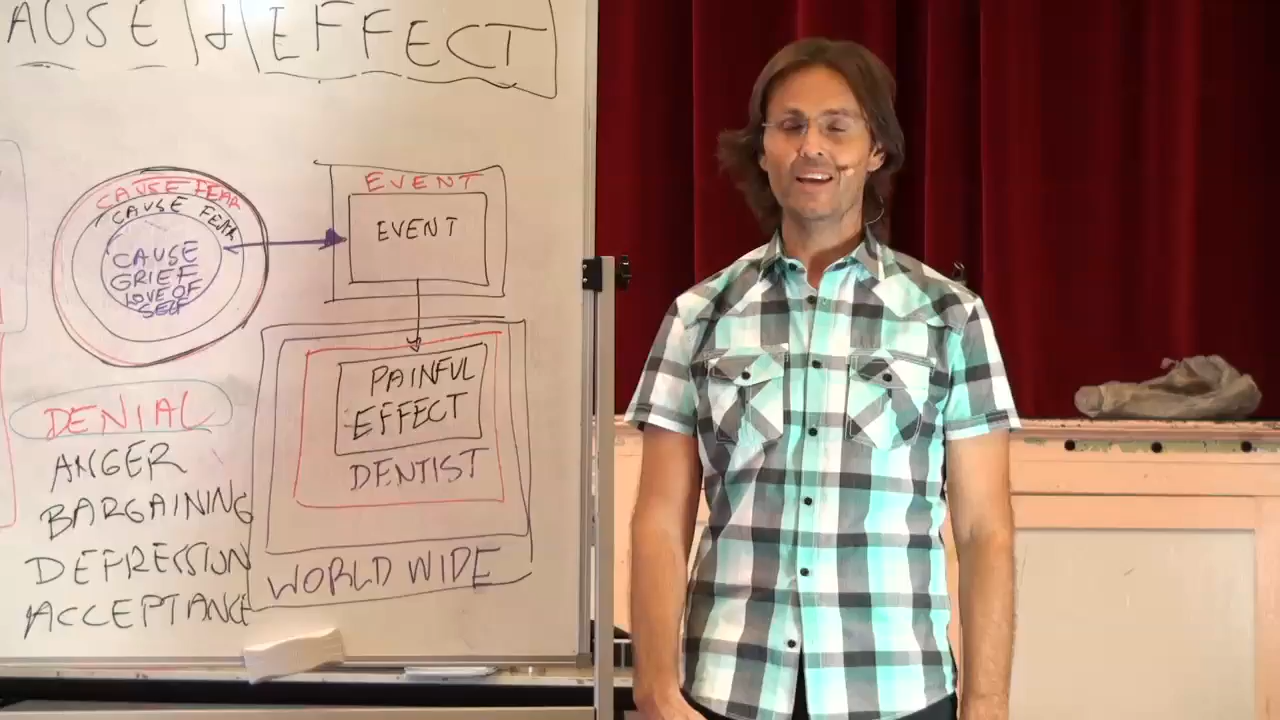 AUSE & EFFECT
CAUSE FEAR
CAUSE FEAR
CAUSE
GRIEF
LOVE OF
SELF
EVENT
EVENT
PAINFUL
EFFECT
DENTIST
WORLD WIDE
DENIAL
ANGER
BARGAINING
DEPRESSION
ACCEPTANCE